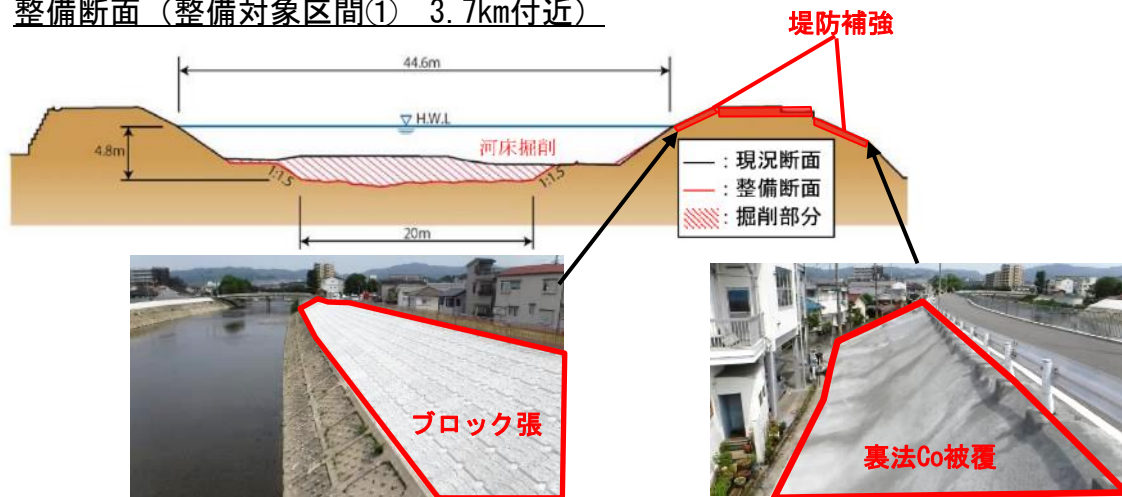 整備断面（整備対象区間① 3.7km付近）
堤防補強
44.6m
H.W.L
4.8m
河床掘削
1:1.5
1:1.5
20m
：現況断面
：整備断面
：掘削部分
ブロック張
裏法Co被覆